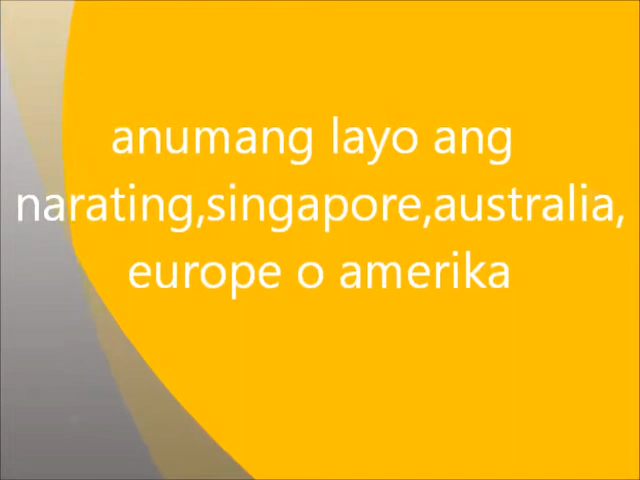 anumang layo ang
narating,singapore,australia,
europe o amerika